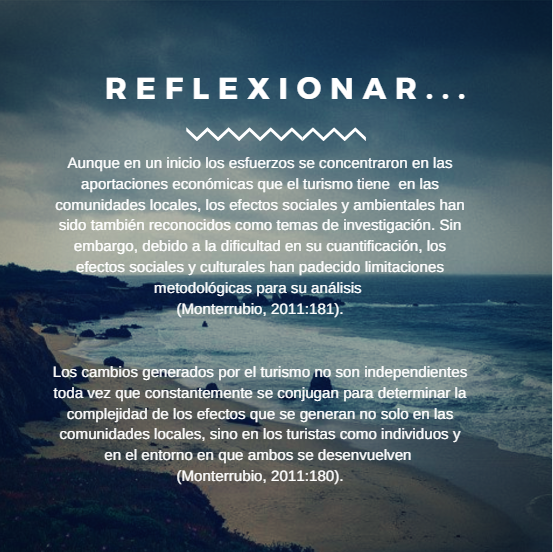 REFLEXIONAR...
Aunque en un inicio los esfuerzos se concentraron en las
aportaciones económicas que el turismo tiene  en las
comunidades locales, los efectos sociales y ambientales han
sido también reconocidos como temas de investigación. Sin
embargo, debido a la dificultad en su cuantificación, los
efectos sociales y culturales han padecido limitaciones
metodológicas para su análisis
(Monterrubio, 2011:181).
Los cambios generados por el turismo no son independientes
toda vez que constantemente se conjugan para determinar la
complejidad de los efectos que se generan no solo en las
comunidades locales, sino en los turistas como individuos y
en el entorno en que ambos se desenvuelven
(Monterrubio, 2011:180).